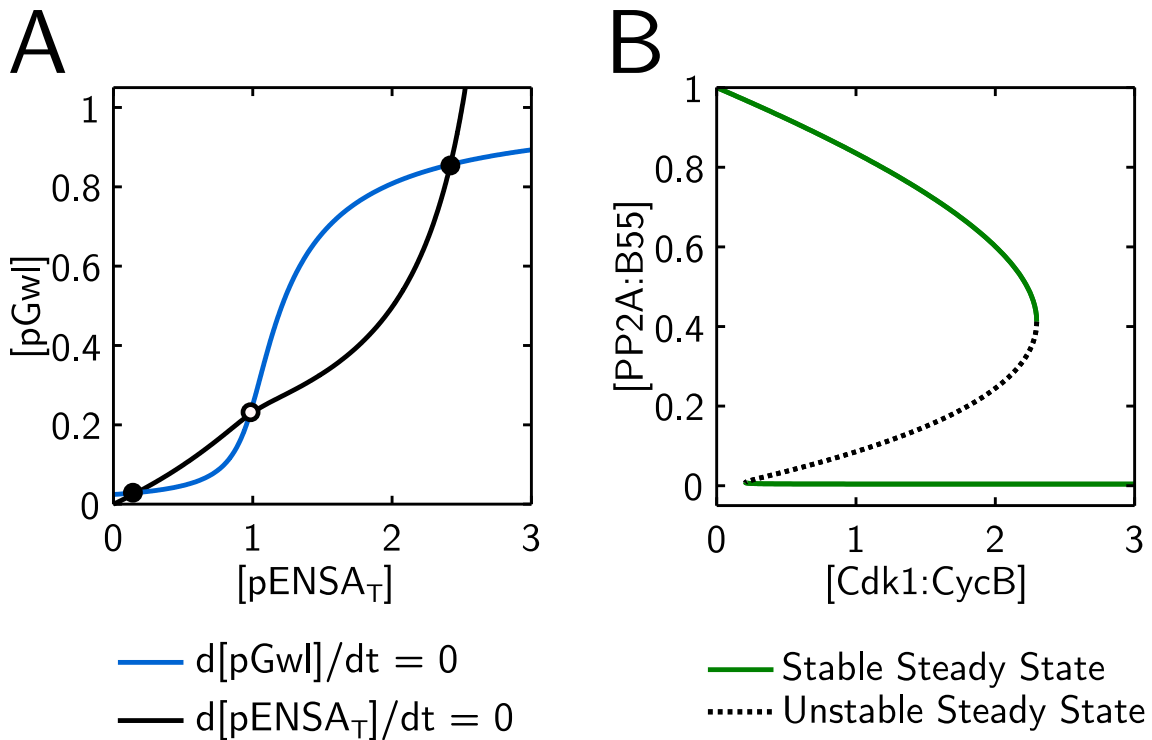 A
1
0.8
0.6
0.4
0.2
0
[pGwl]
0 1 2 3
[pENSA_T]
d[pGwl]/dt = 0
d[pENSA_T]/dt = 0
B
1
0.8
0.6
0.4
0.2
0
[PP2A:B55]
0 1 2 3
[Cdk1:CycB]
Stable Steady State
Unstable Steady State